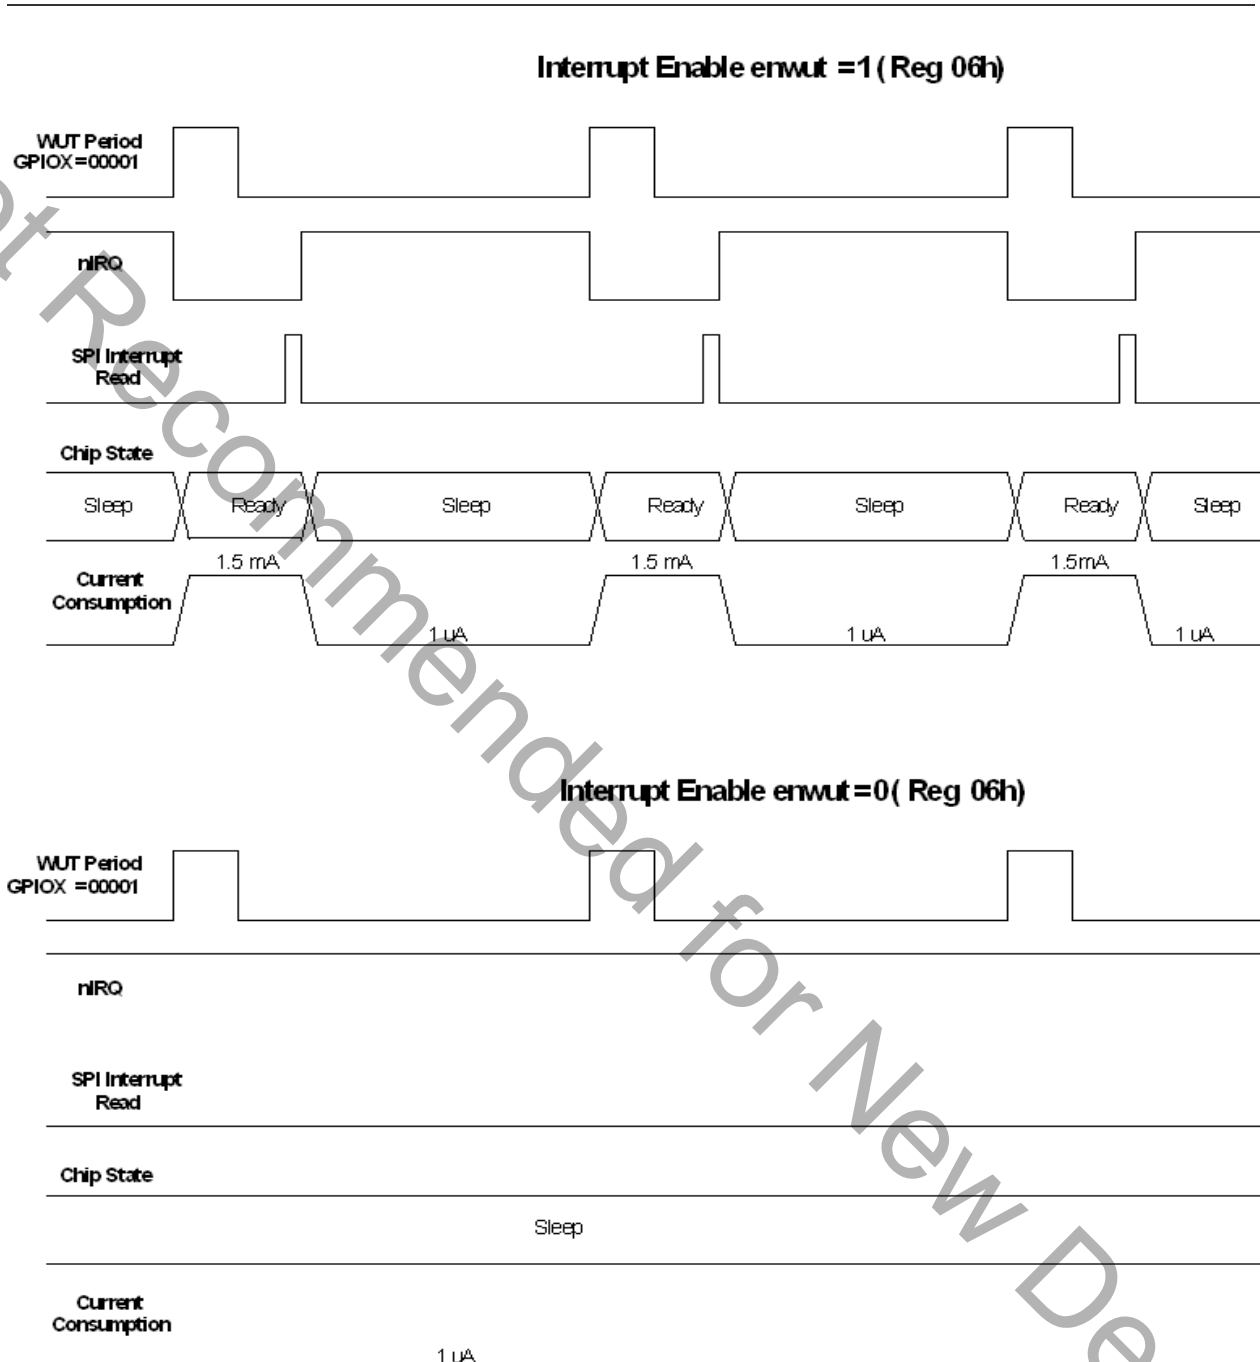 Interrupt Enable enwut =1 ( Reg 06h)
WUT Period
GPIOX =00001
nIRQ
SPI Interrupt
Read
Chip State
Sleep Ready Sleep Ready Sleep Ready Sleep
1.5 mA 1.5 mA 1.5mA
Current
Consumption
1 uA 1 uA 1 uA
Interrupt Enable enwut =0 ( Reg 06h)
WUT Period
GPIOX =00001
nIRQ
SPI Interrupt
Read
Chip State
Sleep
Current
Consumption
1 uA
Recommended for New